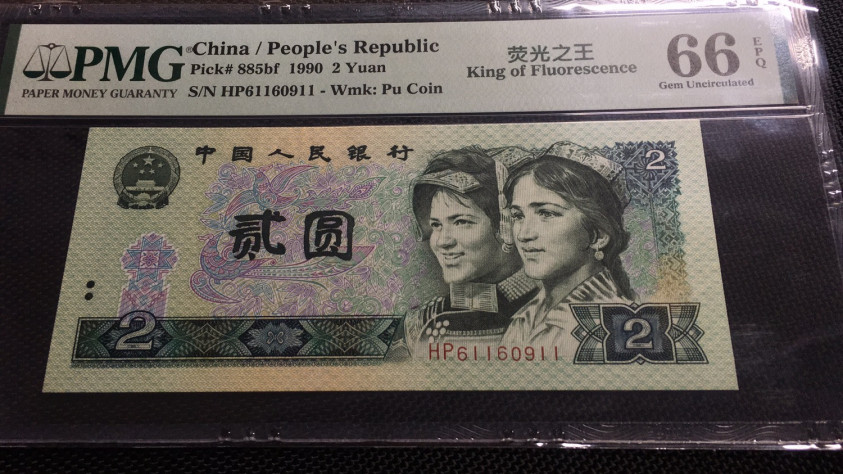 PMG®
PAPER MONEY GUARANTY
China / People's Republic
Pick# 885bf 1990 2 Yuan
S/N HP61160911 - Wmk: Pu Coin
荧光之王
King of Fluorescence
66 EPQ
Gem Uncirculated
中国人民银行
2
贰圆
2
2
HP61160911